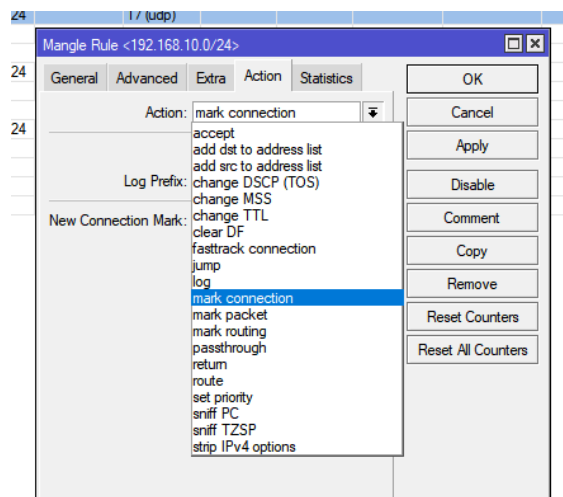 24
17 (udp)
Mangle Rule <192.168.10.0/24>
24
General Advanced Extra Action Statistics
OK
Action: mark connection
Cancel
24
accept
add dst to address list
Apply
add src to address list
Log Prefix: change DSCP (TOS)
Disable
change MSS
New Connection Mark: change TTL
Comment
clear DF
fasttrack connection
Copy
jump
log
Remove
mark connection
mark packet
Reset Counters
mark routing
passthrough
Reset All Counters
return
route
set priority
sniff PC
sniff TZSP
strip IPv4 options